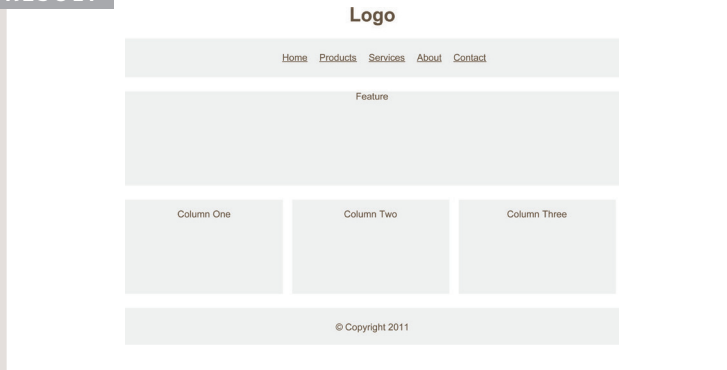 Logo
Home Products Services About Contact
Feature
Column One Column Two Column Three
© Copyright 2011